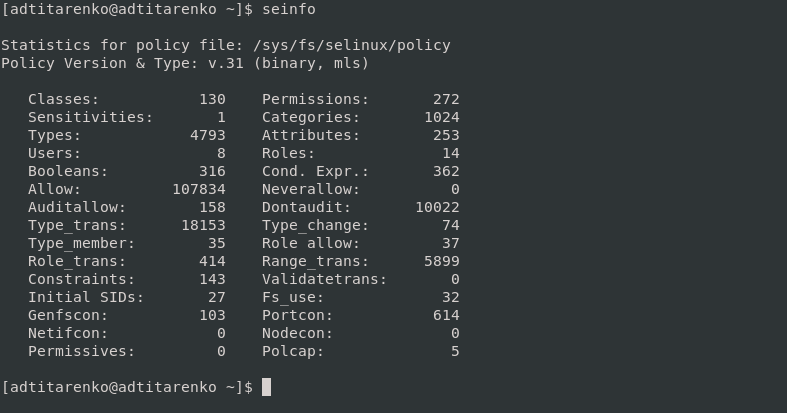 [adtitarenko@adtitarenko ~]$ seinfo

Statistics for policy file: /sys/fs/selinux/policy
Policy Version & Type: v.31 (binary, mls)

   Classes:           130    Permissions:       272
   Sensitivities:       1    Categories:       1024
   Types:            4793    Attributes:        253
   Users:               8    Roles:              14
   Booleans:          316    Cond. Expr.:       362
   Allow:          107834    Neverallow:          0
   Auditallow:        158    Dontaudit:       10022
   Type_trans:      18153    Type_change:        74
   Type_member:        35    Role allow:         37
   Role_trans:        414    Range_trans:      5899
   Constraints:       143    Validatetrans:       0
   Initial SIDs:       27    Fs_use:             32
   Genfscon:          103    Portcon:           614
   Netifcon:            0    Nodecon:             0
   Permissives:         0    Polcap:              5

[adtitarenko@adtitarenko ~]$